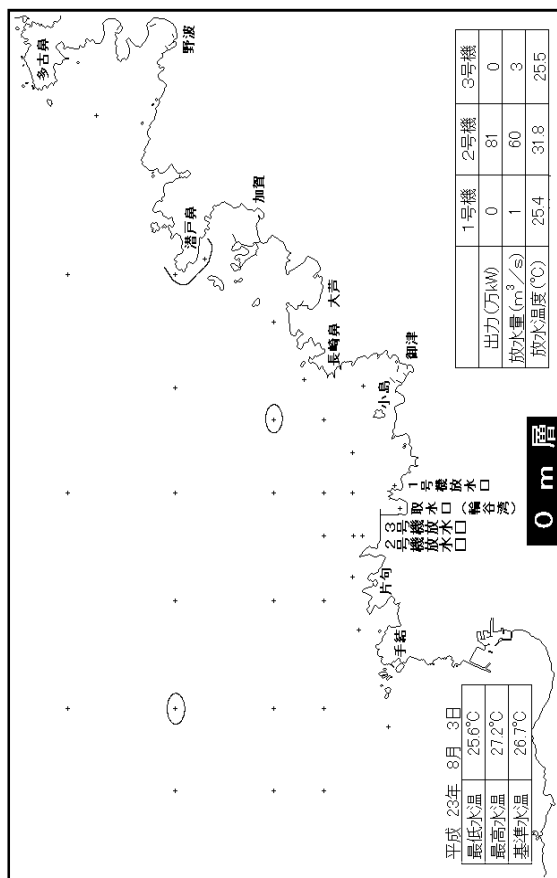 多古鼻
野波
潜戸鼻
加賀
大芦
長崎鼻
御津
小島
1号機放水口
取水口(輪谷湾)
3号機放水口
2号機放水口
片句
手結
0m層
平成 23年 8月 3日
最低水温 25.6℃
最高水温 27.2℃
基準水温 26.7℃
1号機 2号機 3号機
出力(万kW) 0 81 0
放水量(m³/s) 1 60 3
放水温度(℃) 25.4 31.8 25.5